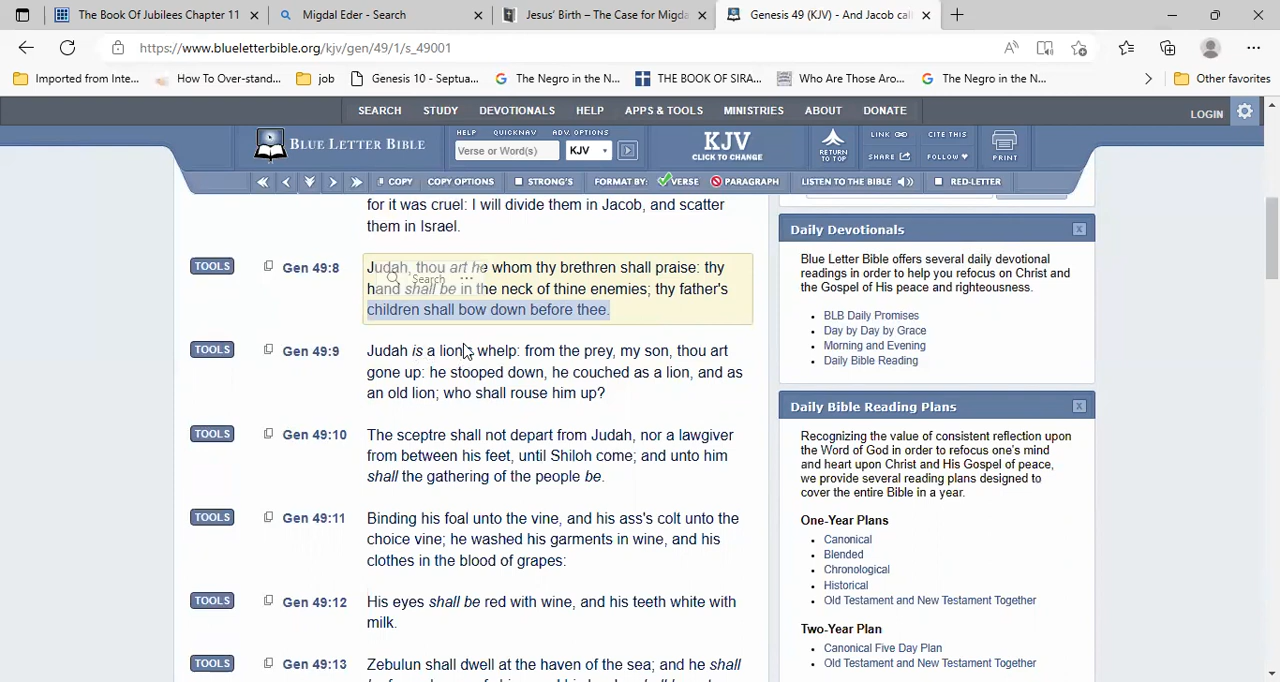 The Book Of Jubilees Chapter 11
Migdal Eder - Search
Jesus' Birth – The Case for Migda
Genesis 49 (KJV) - And Jacob cal
https://www.blueletterbible.org/kjv/gen/49/1/s_49001
Imported from Inte...
How To Over-stand...
job
Genesis 10 - Septua...
The Negro in the N...
THE BOOK OF SIRA...
Who Are Those Aro...
The Negro in the N...
Other favorites
SEARCH STUDY DEVOTIONALS HELP APPS & TOOLS MINISTRIES ABOUT DONATE
LOGIN
BLUE LETTER BIBLE
HELP QUICKNAV ADV. OPTIONS
Verse or Word(s)
KJV
KJV
CLICK TO CHANGE
RETURN
TO TOP
LINK
CITE THIS
SHARE
FOLLOW
PRINT
COPY COPY OPTIONS STRONG'S FORMAT BY: VERSE PARAGRAPH LISTEN TO THE BIBLE RED-LETTER
for it was cruel: I will divide them in Jacob, and scatter
them in Israel.
TOOLS Gen 49:8 Judah, thou art he whom thy brethren shall praise: thy
hand shall be in the neck of thine enemies; thy father's
children shall bow down before thee.
Search ...
TOOLS Gen 49:9 Judah is a lion's whelp: from the prey, my son, thou art
gone up: he stooped down, he couched as a lion, and as
an old lion; who shall rouse him up?
TOOLS Gen 49:10 The sceptre shall not depart from Judah, nor a lawgiver
from between his feet, until Shiloh come; and unto him
shall the gathering of the people be.
TOOLS Gen 49:11 Binding his foal unto the vine, and his ass's colt unto the
choice vine; he washed his garments in wine, and his
clothes in the blood of grapes:
TOOLS Gen 49:12 His eyes shall be red with wine, and his teeth white with
milk.
TOOLS Gen 49:13 Zebulun shall dwell at the haven of the sea; and he shall
Daily Devotionals
Blue Letter Bible offers several daily
devotional readings in order to help you refocus on Christ and
the Gospel of His peace and righteousness.
BLB Daily Promises
Day by Day by Grace
Morning and Evening
Daily Bible Reading
Daily Bible Reading Plans
Recognizing the value of consistent reflection upon
the Word of God in order to refocus one's mind
and heart upon Christ and His Gospel of peace,
we provide several reading plans designed to
cover the entire Bible in a year.
One-Year Plans
Canonical
Blended
Chronological
Historical
Old Testament and New Testament Together
Two-Year Plan
Canonical Five Day Plan
Old Testament and New Testament Together